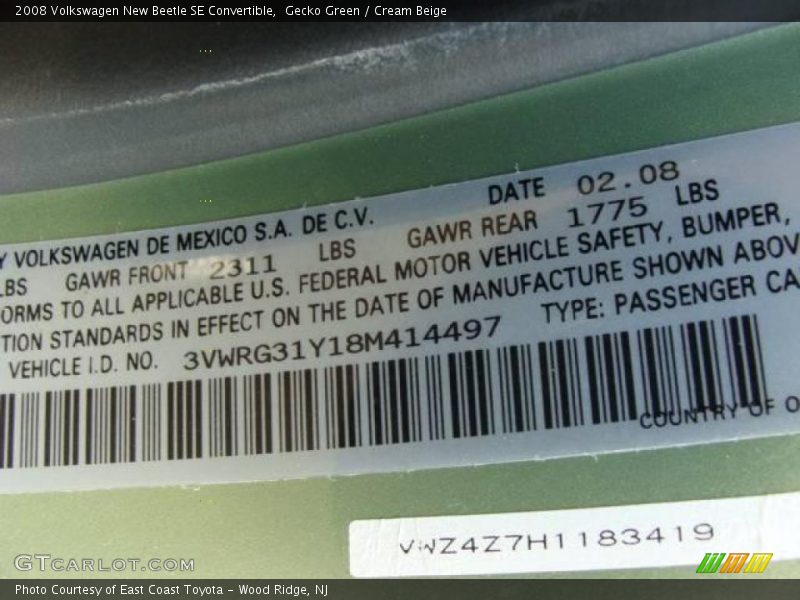 2008 Volkswagen New Beetle SE Convertible,  Gecko Green / Cream Beige
Y VOLKSWAGEN DE MEXICO S.A. DE C.V. DATE 02.08
LBS GAWR FRONT 2311 LBS GAWR REAR 1775 LBS
ORMS TO ALL APPLICABLE U.S. FEDERAL MOTOR VEHICLE SAFETY, BUMPER,
TION STANDARDS IN EFFECT ON THE DATE OF MANUFACTURE SHOWN ABOV
VEHICLE I.D. NO. 3VWRG31Y18M414497 TYPE: PASSENGER CA
COUNTRY OF O
VWZ4Z7H1183419
GTCARLOT.COM
Photo Courtesy of East Coast Toyota - Wood Ridge, NJ